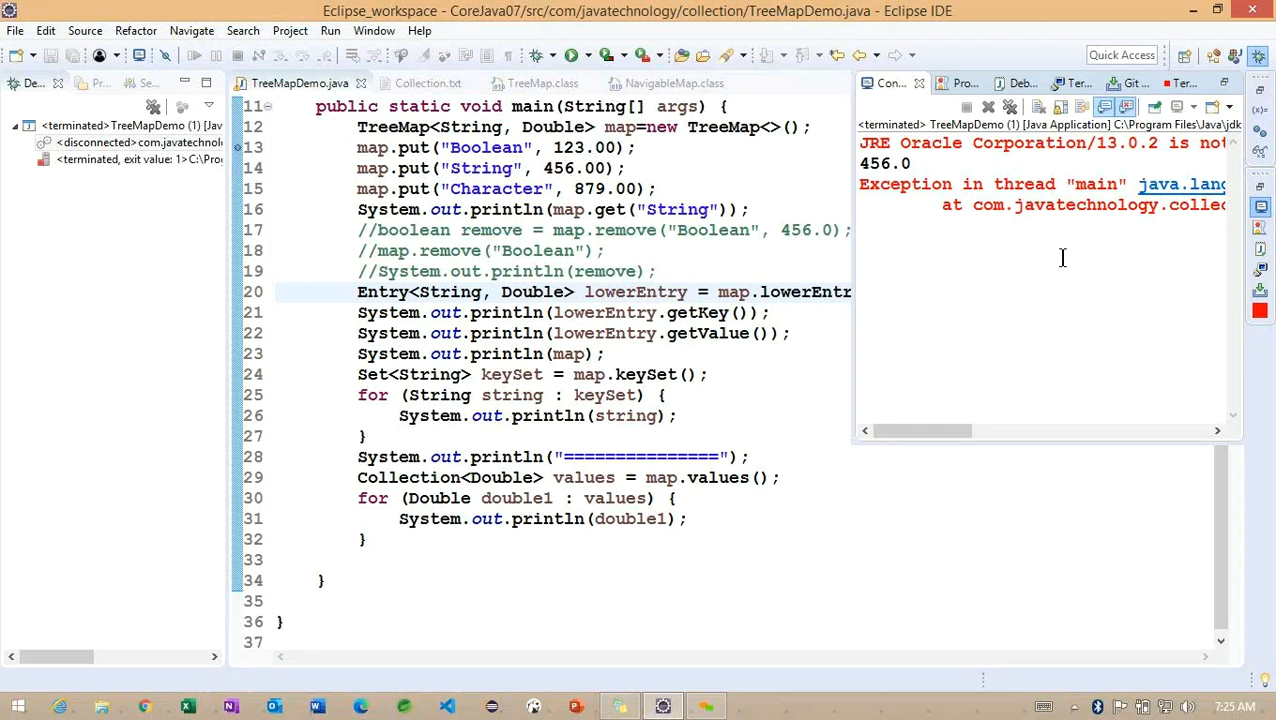 Eclipse_workspace - CoreJava07/src/com/javatechnology/collection/TreeMapDemo.java - Eclipse IDE
File Edit Source Refactor Navigate Search Project Run Window Help
Quick Access
De... Pr... Se...
TreeMapDemo.java Collection.txt TreeMap.class NavigableMap.class
Con... Pro... Deb... Ter... Git ... Ter...
<terminated>TreeMapDemo (1) [Jav
<disconnected>com.javatechnol
<terminated, exit value: 1>C:\Pro
11 public static void main(String[] args) {
12 TreeMap<String, Double> map=new TreeMap<>();
13 map.put("Boolean", 123.00);
14 map.put("String", 456.00);
15 map.put("Character", 879.00);
16 System.out.println(map.get("String"));
17 //boolean remove = map.remove("Boolean", 456.0);
18 //map.remove("Boolean");
19 //System.out.println(remove);
20 Entry<String, Double> lowerEntry = map.lowerEntr
21 System.out.println(lowerEntry.getKey());
22 System.out.println(lowerEntry.getValue());
23 System.out.println(map);
24 Set<String> keySet = map.keySet();
25 for (String string : keySet) {
26 System.out.println(string);
27 }
28 System.out.println("===============");
29 Collection<Double> values = map.values();
30 for (Double double1 : values) {
31 System.out.println(double1);
32 }
33
34 }
35
36 }
37
<terminated> TreeMapDemo (1) [Java Application] C:\Program Files\Java\jdk
JRE Oracle Corporation/13.0.2 is not
456.0
Exception in thread "main" java.lang
at com.javatechnology.collec
7:25 AM